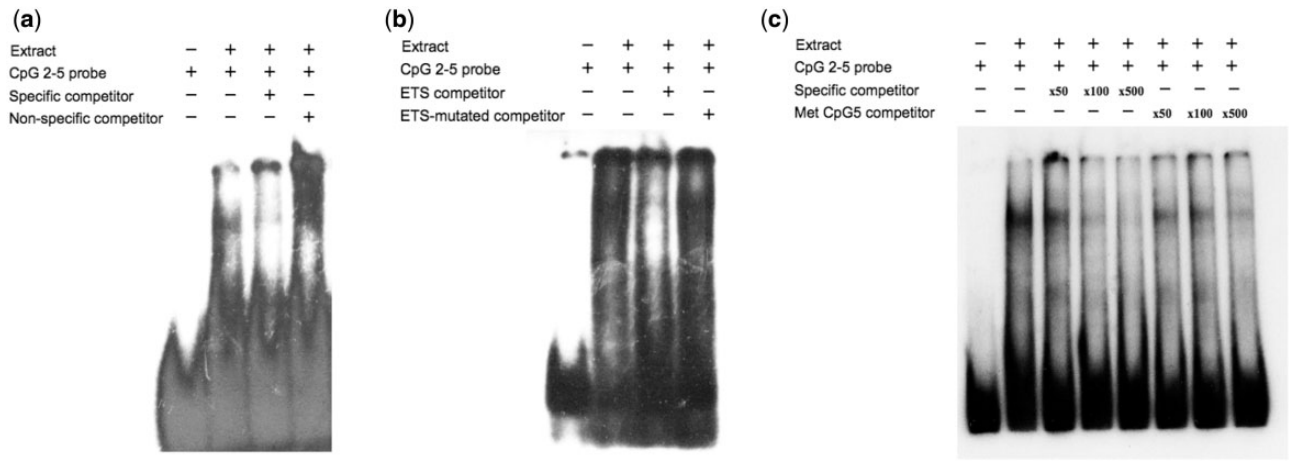 (a)
Extract − + + +
CpG 2-5 probe + + + +
Specific competitor − − + −
Non-specific competitor − − − +
(b)
Extract − + + +
CpG 2-5 probe + + + +
ETS competitor − − + −
ETS-mutated competitor − − − +
(c)
Extract − + + + + + + +
CpG 2-5 probe + + + + + + + +
Specific competitor − − x50 x100 x500 − − −
Met CpG5 competitor − − − − − x50 x100 x500